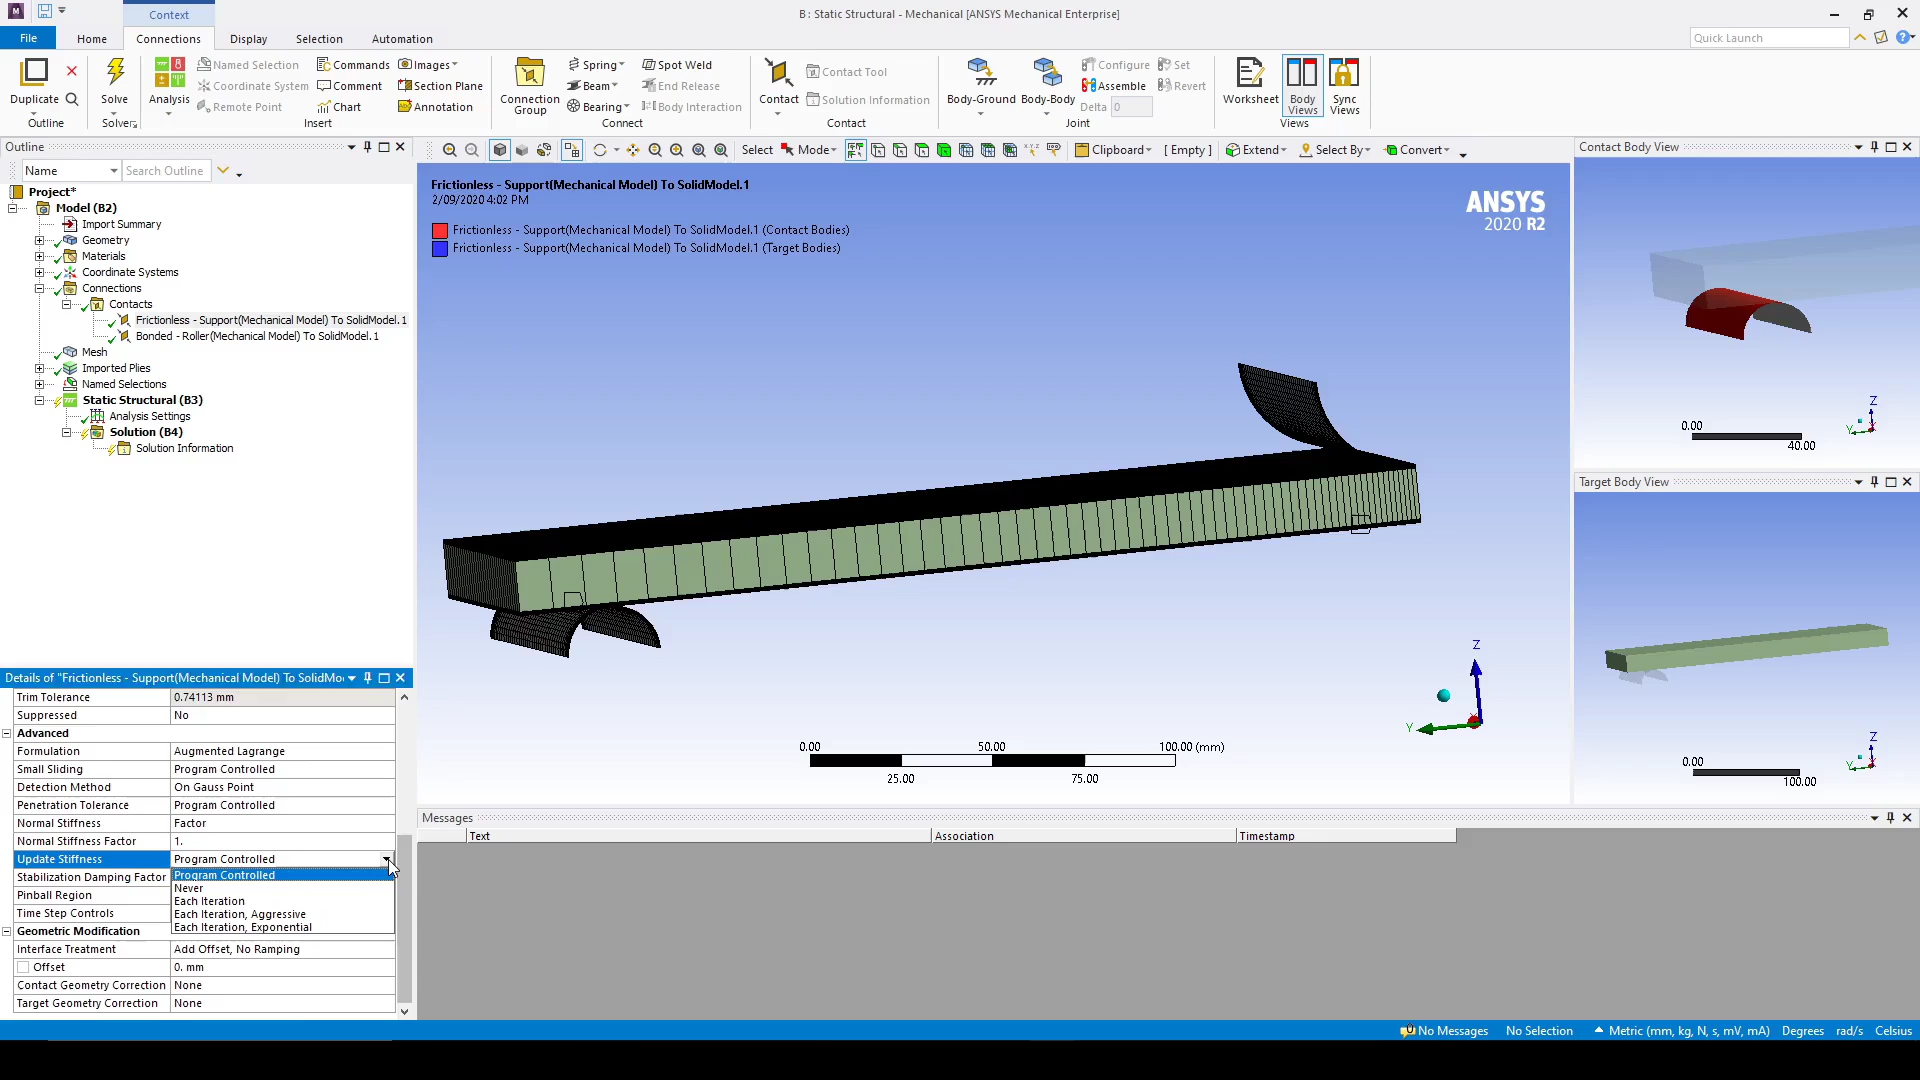 Context
B : Static Structural - Mechanical [ANSYS Mechanical Enterprise]
File Home Connections Display Selection Automation
Quick Launch
Duplicate
Outline
Solve
Solver
Analysis
Named Selection
Coordinate System
Remote Point
Commands
Comment
Chart
Images
Section Plane
Annotation
Insert
Connection Group
Spring
Beam
Bearing
Spot Weld
End Release
Body Interaction
Connect
Contact
Contact Tool
Solution Information
Contact
Body-Ground
Body-Body
Configure
Assemble
Delta 0
Set
Revert
Joint
Worksheet
Body Views
Sync Views
Views
Outline
Name
Search Outline
Select Mode Clipboard [ Empty ] Extend Select By Convert
Project*
Model (B2)
Import Summary
Geometry
Materials
Coordinate Systems
Connections
Contacts
Frictionless - Support(Mechanical Model) To SolidModel.1
Bonded - Roller(Mechanical Model) To SolidModel.1
Mesh
Imported Plies
Named Selections
Static Structural (B3)
Analysis Settings
Solution (B4)
Solution Information
Frictionless - Support(Mechanical Model) To SolidModel.1
2/09/2020 4:02 PM
Frictionless - Support(Mechanical Model) To SolidModel.1 (Contact Bodies)
Frictionless - Support(Mechanical Model) To SolidModel.1 (Target Bodies)
ANSYS
2020 R2
Z
Y
X
0.00 50.00 100.00 (mm)
25.00 75.00
Contact Body View
0.00
40.00
Z
Y
X
Target Body View
0.00
100.00
Z
Y
X
Details of "Frictionless - Support(Mechanical Model) To SolidMo
Trim Tolerance 0.74113 mm
Suppressed No
Advanced
Formulation Augmented Lagrange
Small Sliding Program Controlled
Detection Method On Gauss Point
Penetration Tolerance Program Controlled
Normal Stiffness Factor
Normal Stiffness Factor 1.
Update Stiffness Program Controlled
Program Controlled
Never
Each Iteration
Each Iteration, Aggressive
Each Iteration, Exponential
Stabilization Damping Factor
Pinball Region
Time Step Controls
Geometric Modification
Interface Treatment Add Offset, No Ramping
Offset 0. mm
Contact Geometry Correction None
Target Geometry Correction None
Messages
Text Association Timestamp
No Messages No Selection Metric (mm, kg, N, s, mV, mA) Degrees rad/s Celsius